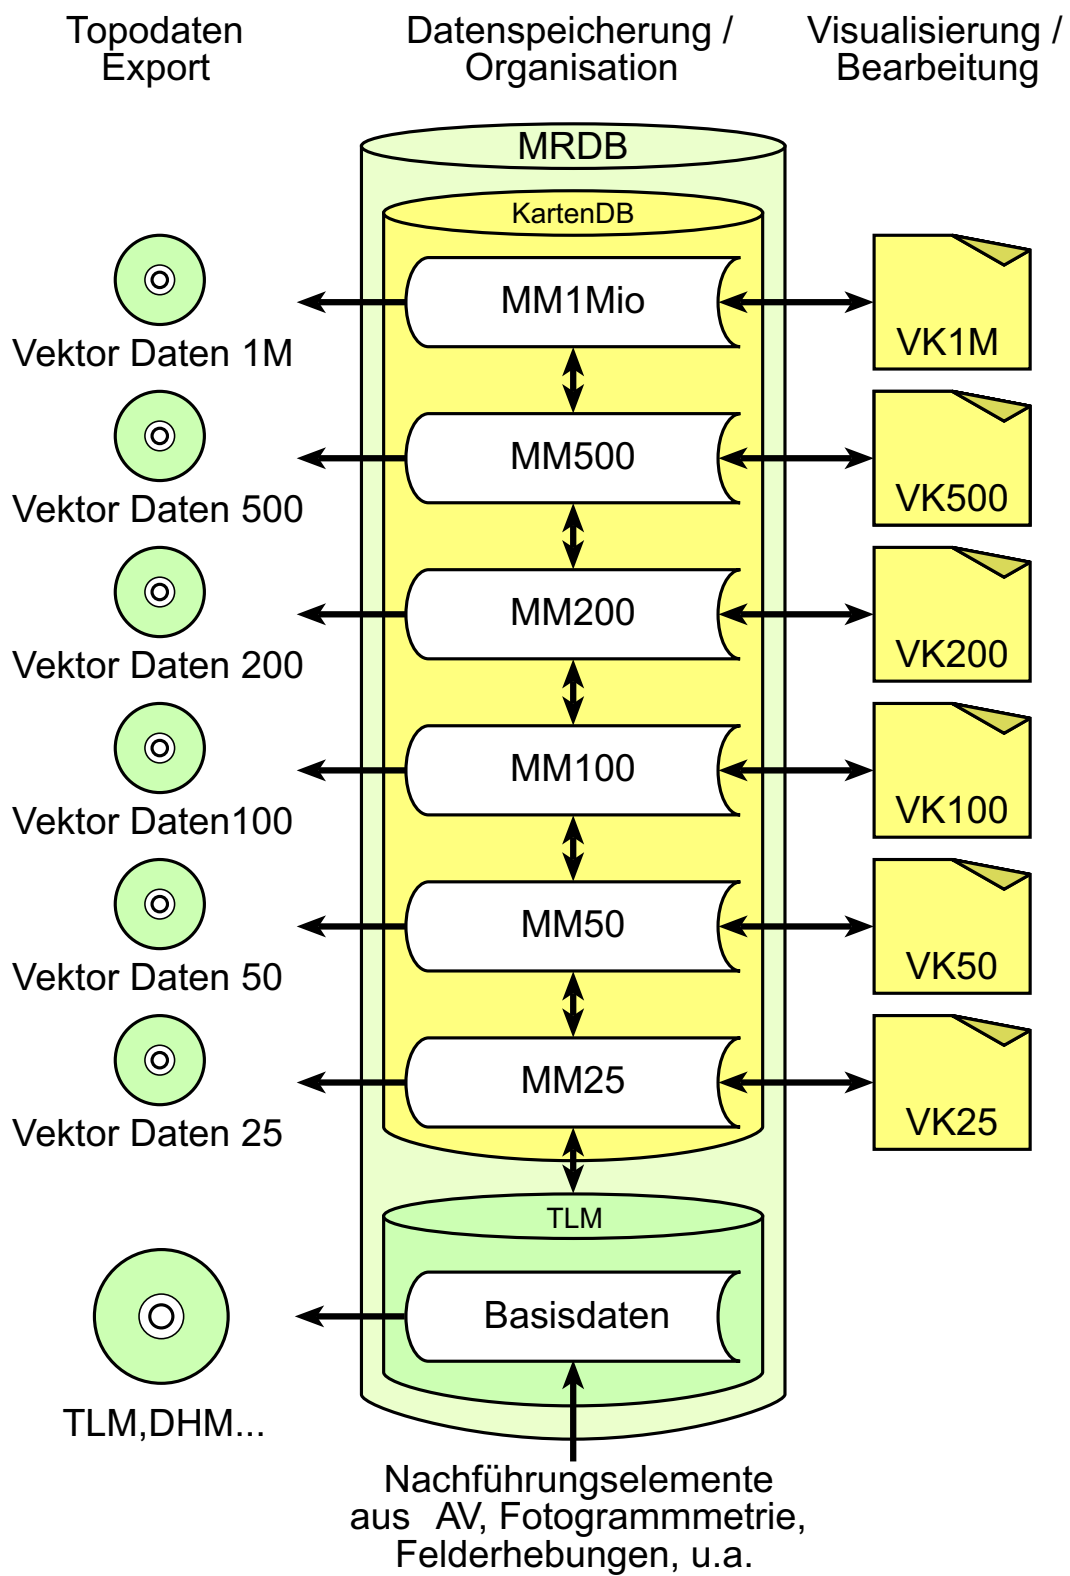 Topodaten
Export
Datenspeicherung /
Organisation
Visualisierung /
Bearbeitung
MRDB
KartenDB
MM1Mio
Vektor Daten 1M
VK1M
MM500
Vektor Daten 500
VK500
MM200
Vektor Daten 200
VK200
MM100
Vektor Daten100
VK100
MM50
Vektor Daten 50
VK50
MM25
Vektor Daten 25
VK25
TLM
Basisdaten
TLM,DHM...
Nachführungselemente
aus AV, Fotogrammmetrie,
Felderhebungen, u.a.